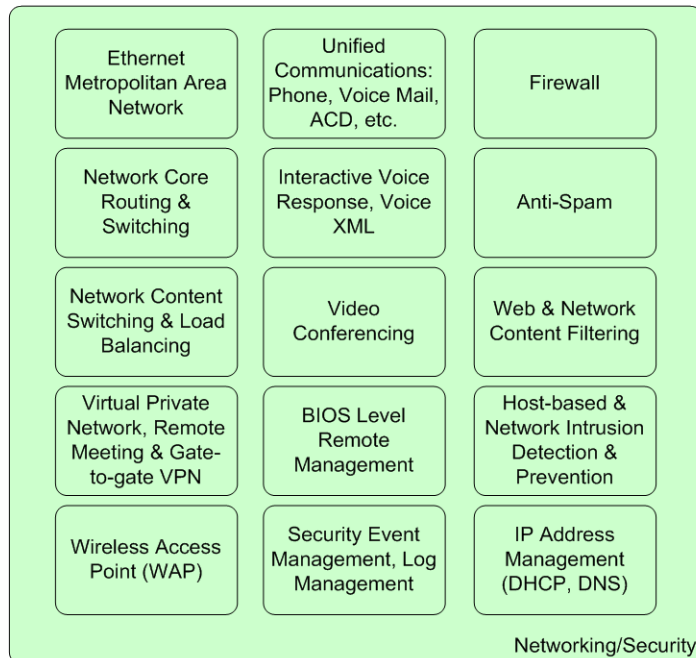 Ethernet
Metropolitan Area
Network
Unified
Communications:
Phone, Voice Mail,
ACD, etc.
Firewall
Network Core
Routing &
Switching
Interactive Voice
Response, Voice
XML
Anti-Spam
Network Content
Switching & Load
Balancing
Video
Conferencing
Web & Network
Content Filtering
Virtual Private
Network, Remote
Meeting & Gate-
to-gate VPN
BIOS Level
Remote
Management
Host-based &
Network Intrusion
Detection &
Prevention
Wireless Access
Point (WAP)
Security Event
Management, Log
Management
IP Address
Management
(DHCP, DNS)
Networking/Security